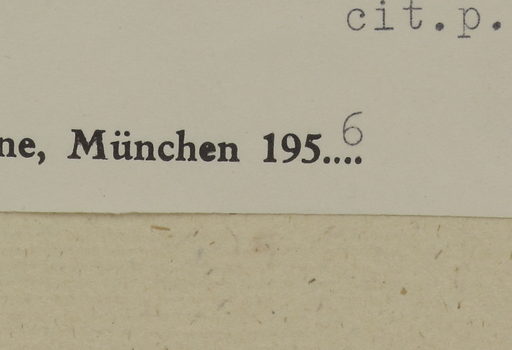 cit.p.
ne, München 195....6